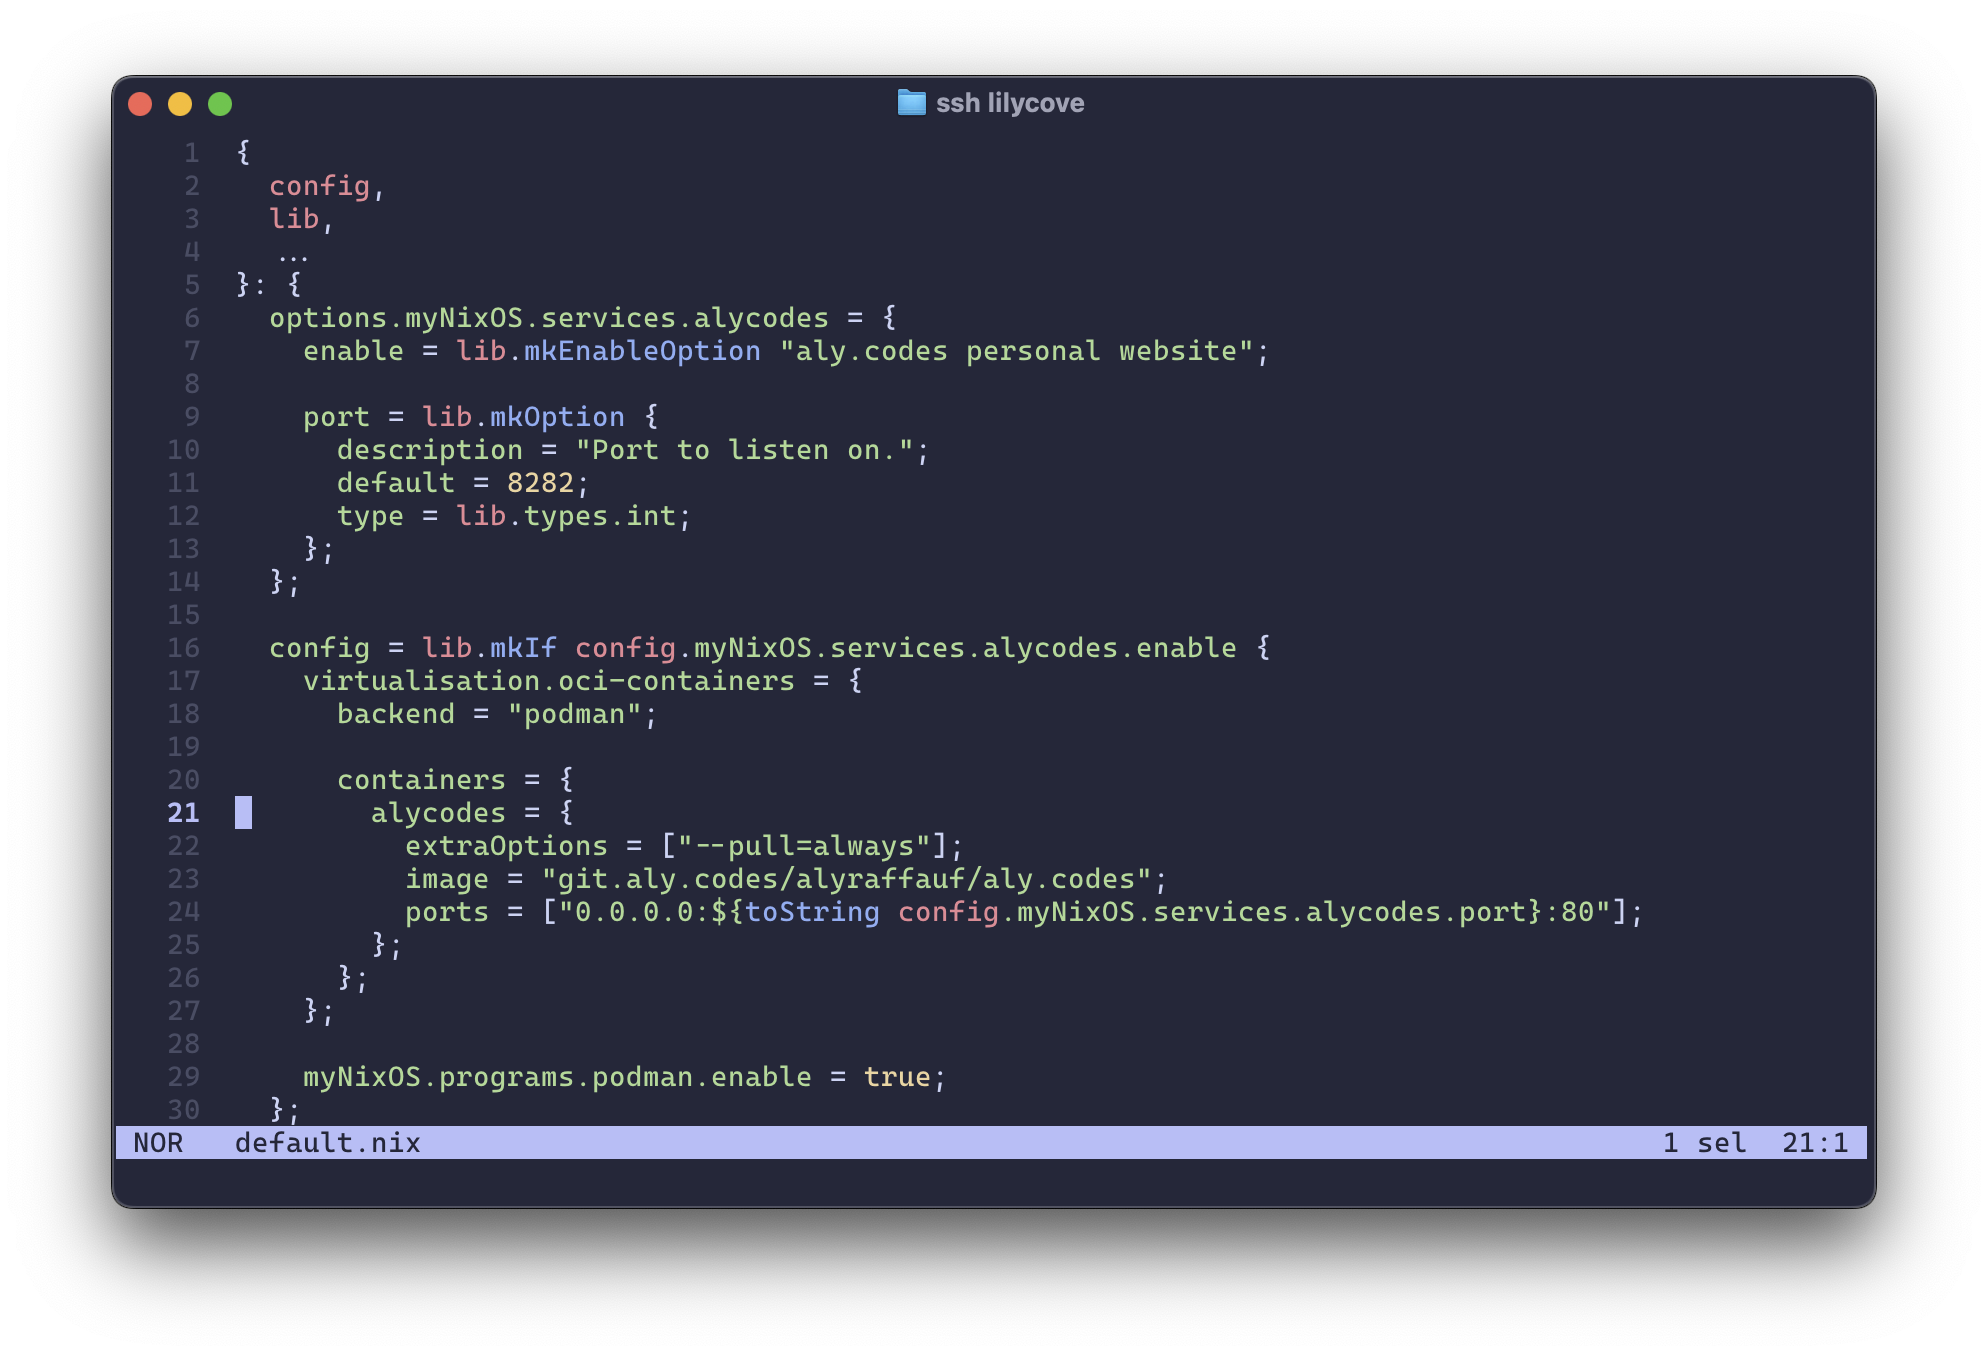 ssh lilycove
1 {
2   config,
3   lib,
4   ...
5 }: {
6   options.myNixOS.services.alycodes = {
7     enable = lib.mkEnableOption "aly.codes personal website";
8
9     port = lib.mkOption {
10       description = "Port to listen on.";
11       default = 8282;
12       type = lib.types.int;
13     };
14   };
15
16   config = lib.mkIf config.myNixOS.services.alycodes.enable {
17     virtualisation.oci-containers = {
18       backend = "podman";
19
20       containers = {
21         alycodes = {
22           extraOptions = ["--pull=always"];
23           image = "git.aly.codes/alyraffauf/aly.codes";
24           ports = ["0.0.0.0:${toString config.myNixOS.services.alycodes.port}:80"];
25         };
26       };
27     };
28
29     myNixOS.programs.podman.enable = true;
30   };
NOR   default.nix   1 sel   21:1